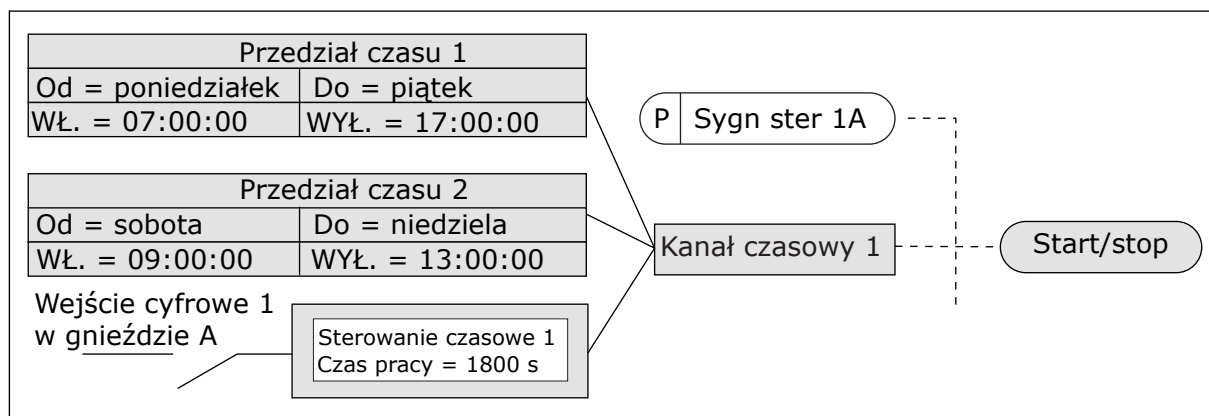 Przedział czasu 1
Od = poniedziałek Do = piątek
WŁ. = 07:00:00 WYŁ. = 17:00:00
P Sygn ster 1A
Przedział czasu 2
Od = sobota Do = niedziela
WŁ. = 09:00:00 WYŁ. = 13:00:00
Kanał czasowy 1
Start/stop
Wejście cyfrowe 1
w gnieździe A
Sterowanie czasowe 1
Czas pracy = 1800 s